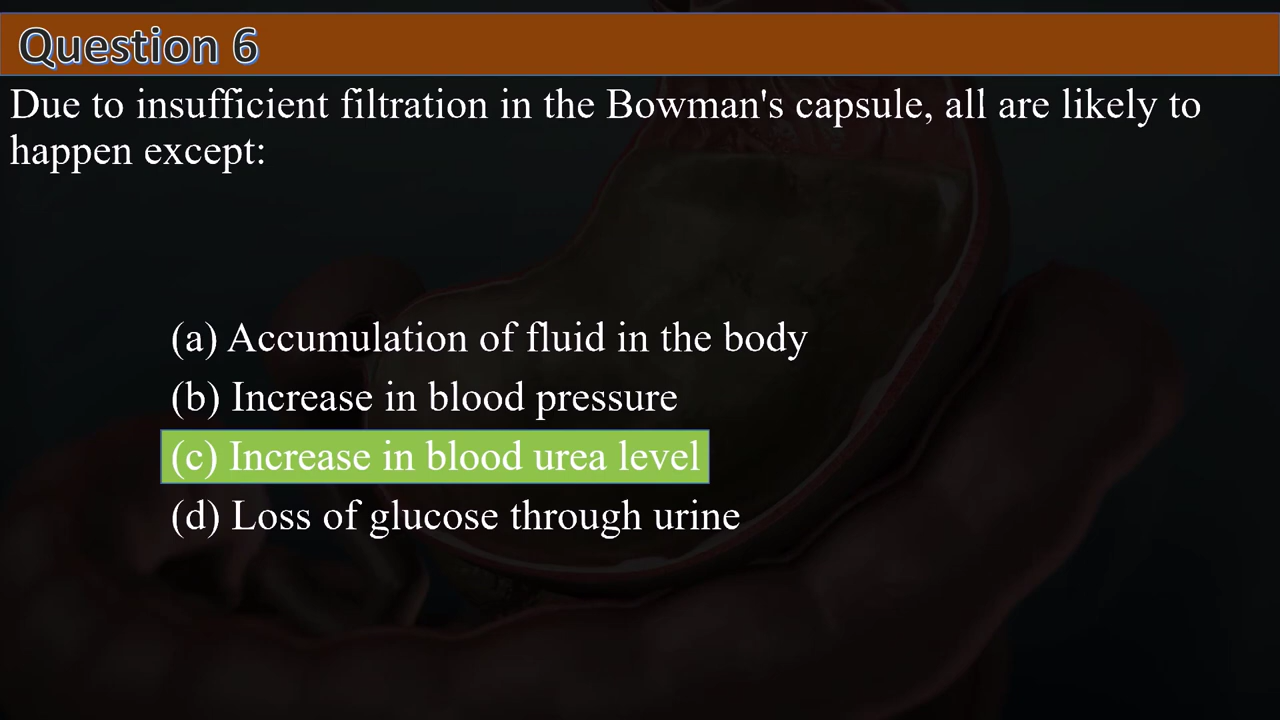 Question 6
Due to insufficient filtration in the Bowman's capsule, all are likely to
happen except:
(a) Accumulation of fluid in the body
(b) Increase in blood pressure
(c) Increase in blood urea level
(d) Loss of glucose through urine